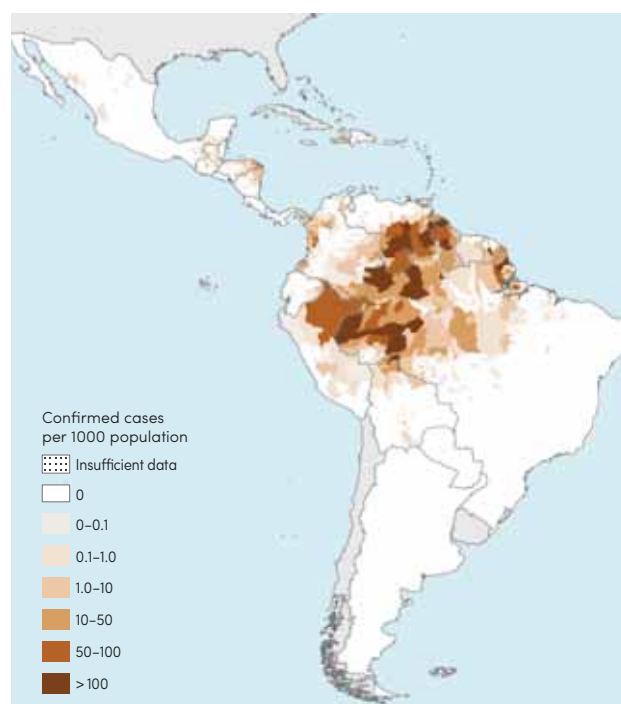 Confirmed cases
per 1000 population
Insufficient data
0
0–0.1
0.1–1.0
1.0–10
10–50
50–100
>100